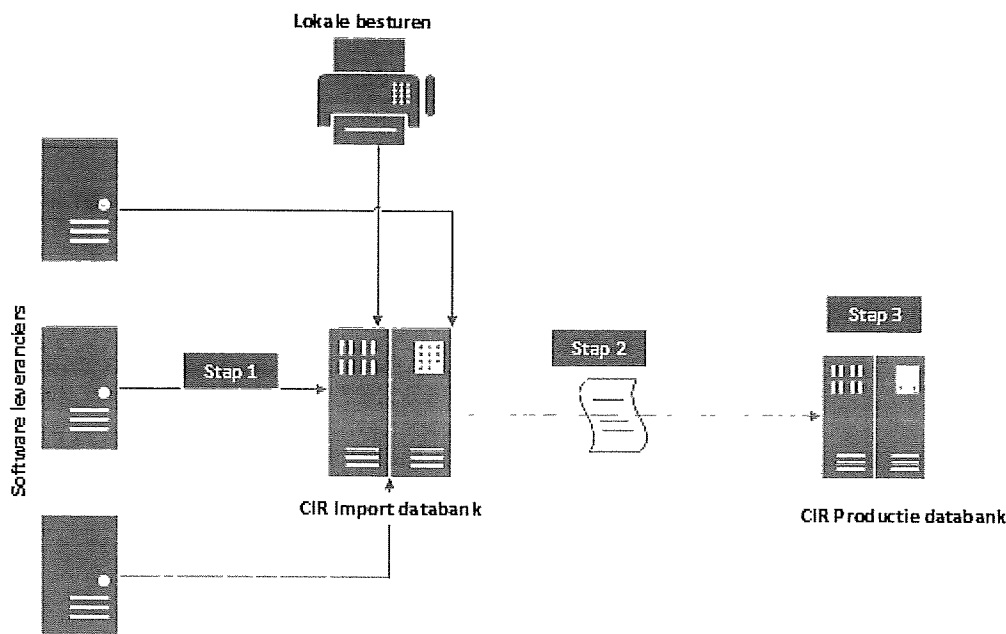 Lokale besturen
Software leveranciers
Stap 1
Stap 2
Stap 3
CIR Import databank
CIR Productie databank